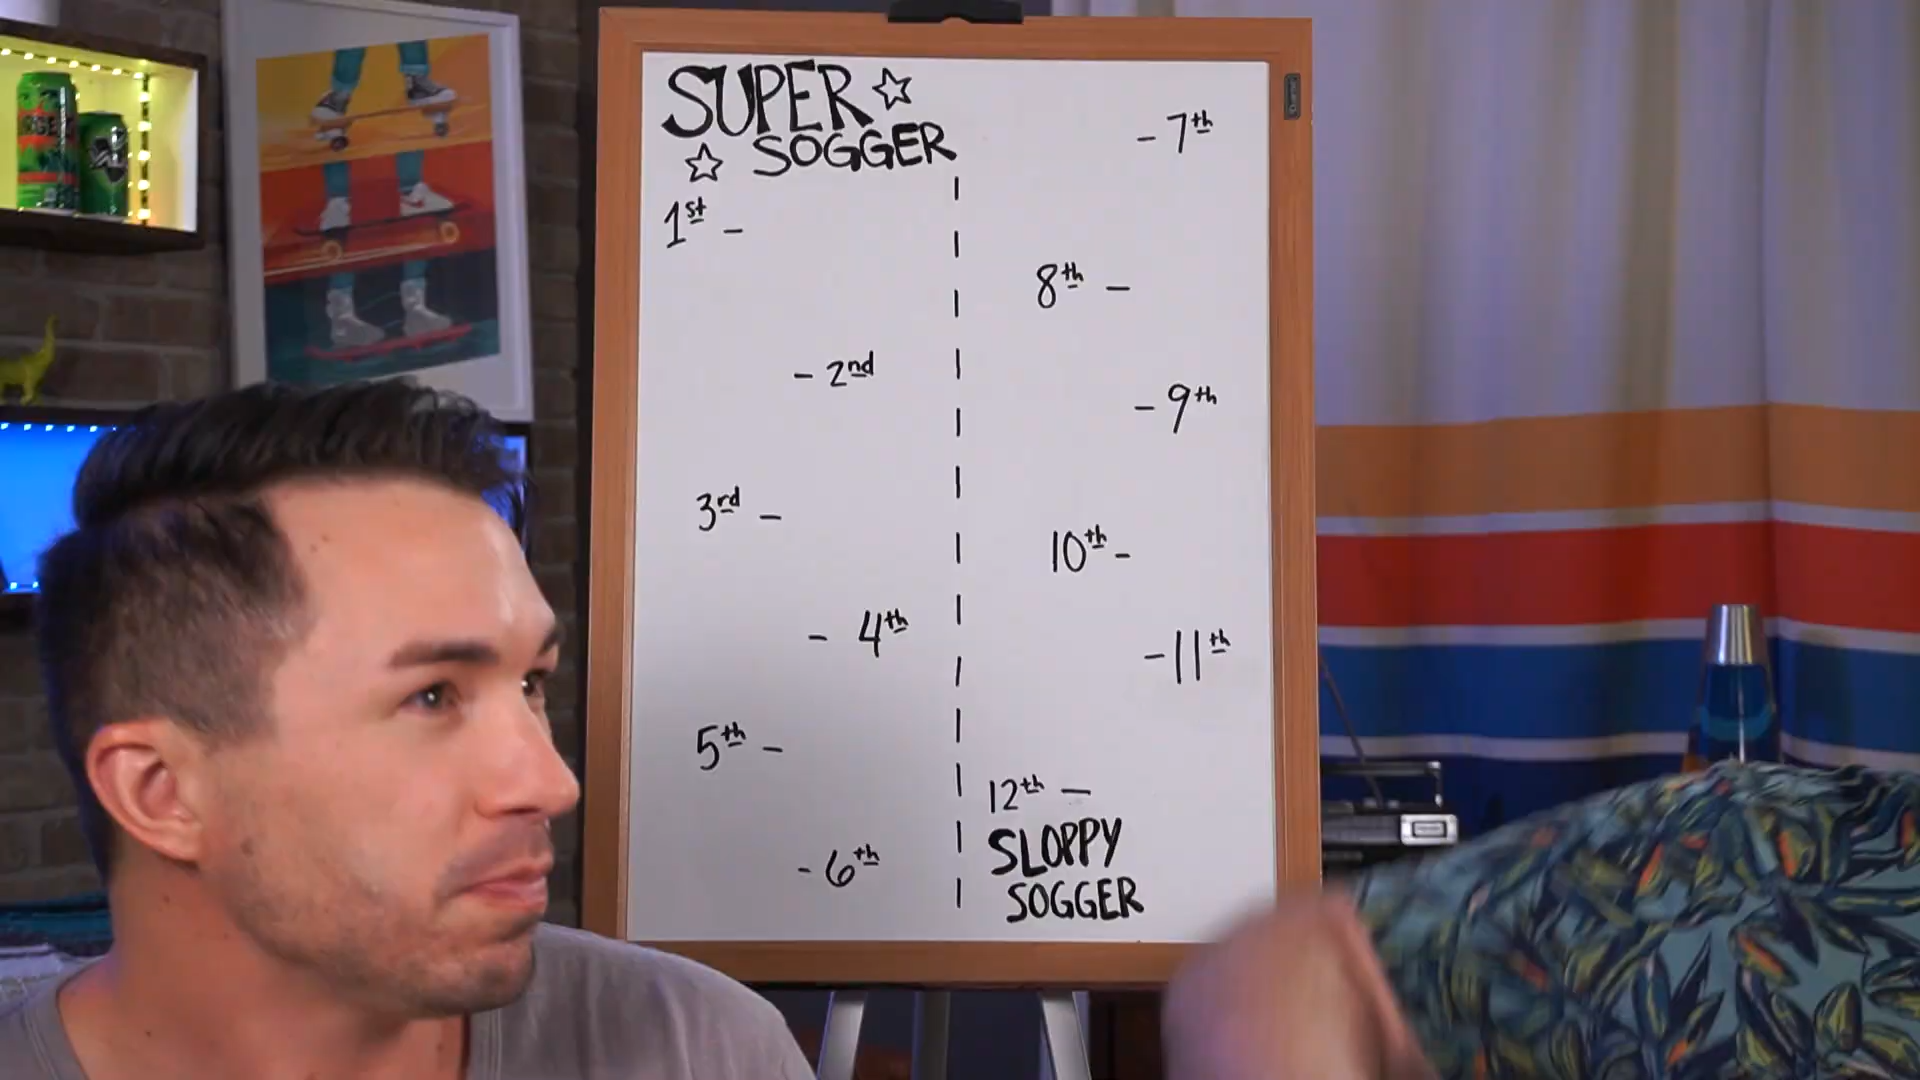 SUPER
SOGGER
1st -
- 2nd
3rd -
- 4th
5th -
- 6th
- 7th
8th -
- 9th
10th -
- 11th
12th -
SLOPPY
SOGGER